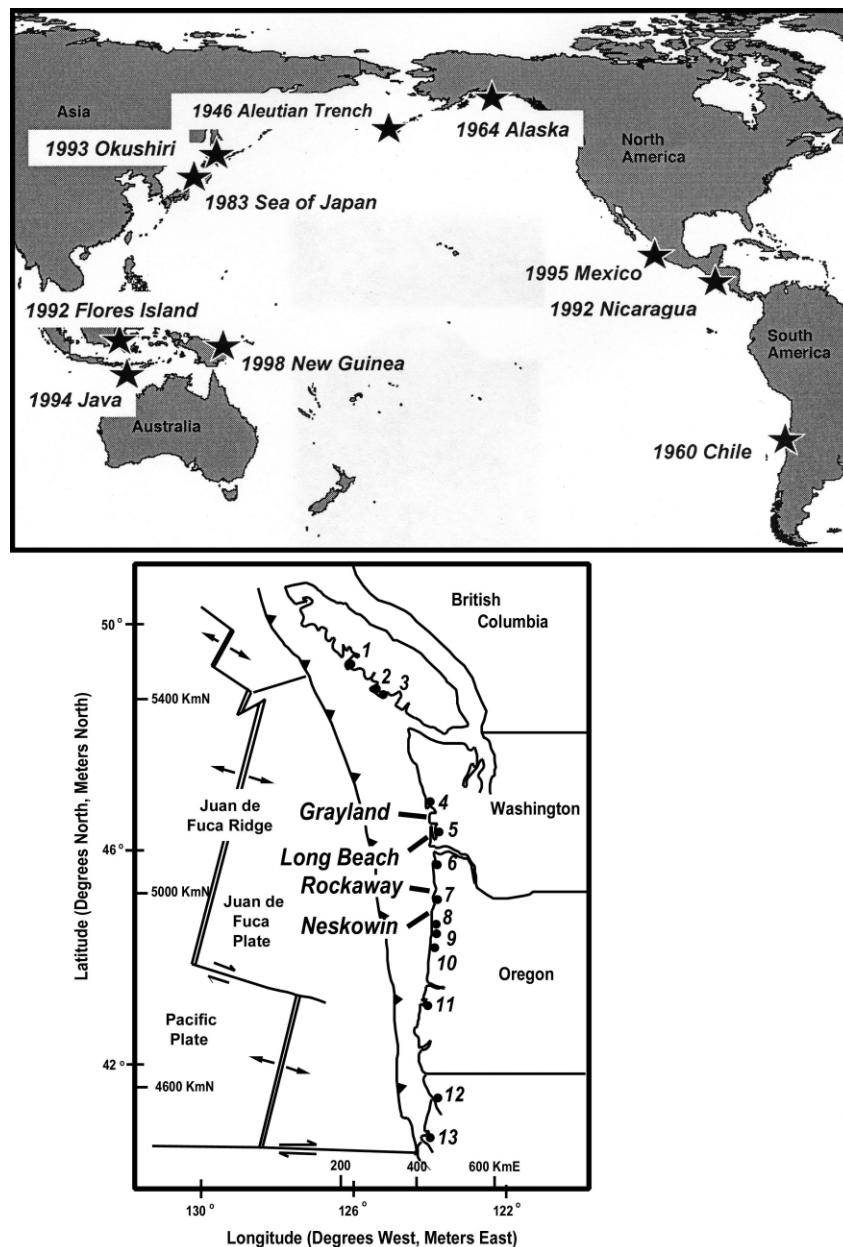 Asia
1946 Aleutian Trench
1993 Okushiri
1964 Alaska
North
America
1983 Sea of Japan
1995 Mexico
1992 Flores Island
1992 Nicaragua
1998 New Guinea
South
America
1994 Java
Australia
1960 Chile
British
Columbia
50 °
1
2
3
5400 KmN
Latitude (Degrees North, Meters North)
Juan de
Fuca Ridge
Grayland
4
Washington
Long Beach
5
46 °
6
Rockaway
5000 KmN
7
Juan de
Fuca
Plate
Neskowin
8
9
10
Oregon
Pacific
Plate
11
42 °
4600 KmN
12
13
200
400
600 KmE
130 °
126 °
122 °
Longitude (Degrees West, Meters East)